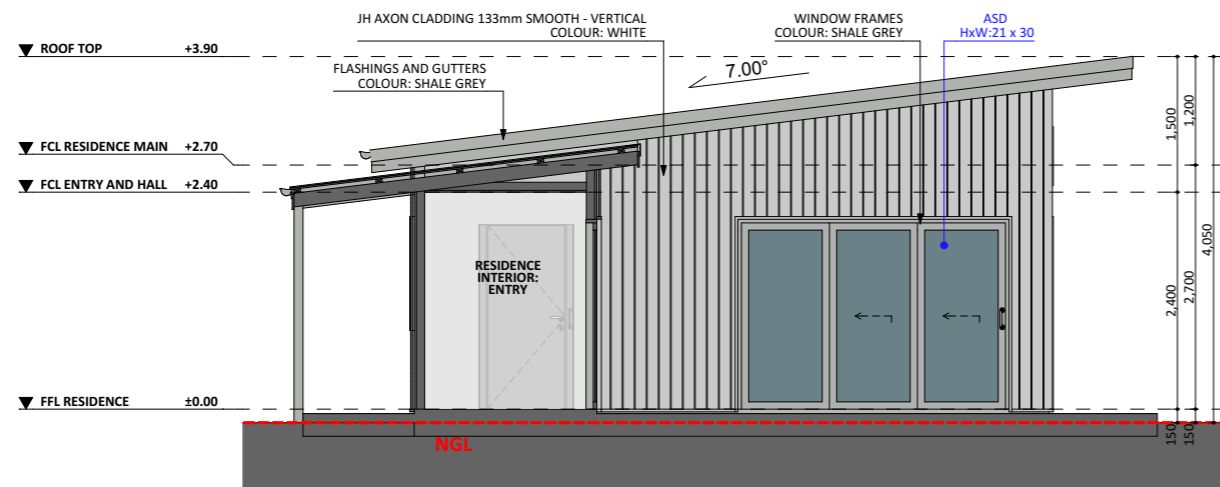 JH AXON CLADDING 133mm SMOOTH - VERTICAL
COLOUR: WHITE
WINDOW FRAMES
COLOUR: SHALE GREY
ASD
HxW:21 x 30
ROOF TOP +3.90
FLASHINGS AND GUTTERS
COLOUR: SHALE GREY
7.00°
FCL RESIDENCE MAIN +2.70
FCL ENTRY AND HALL +2.40
RESIDENCE
INTERIOR:
ENTRY
FFL RESIDENCE ±0.00
NGL
1,500
1,200
4,050
2,400
2,700
150
150